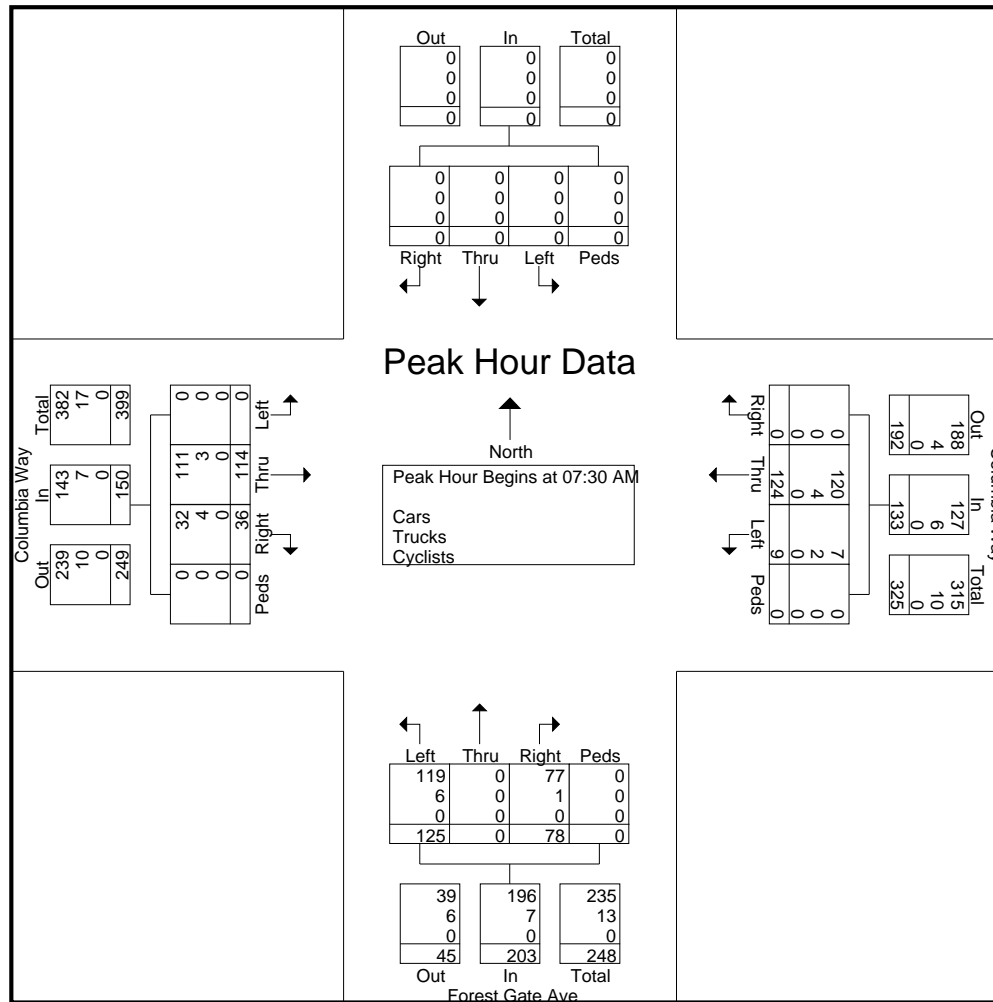 Out In Total
0 0 0
0 0 0
0 0 0
0 0 0
0 0 0 0
0 0 0 0
0 0 0 0
0 0 0 0
Right Thru Left Peds
Peak Hour Data
North
Peak Hour Begins at 07:30 AM
Cars
Trucks
Cyclists
Columbia Way
Out In Total
239 143 382
10 7 17
0 0 0
249 150 399
0 111 32 0
0 3 4 0
0 0 0 0
0 114 36 0
Left Thru Right Peds
Right Thru Left Peds
0 124 9 0
0 0 0 0
0 4 2 0
0 120 7 0
192 133 325
0 0 0
4 6 10
188 127 315
Out In Total
Left Thru Right Peds
119 0 77 0
6 0 1 0
0 0 0 0
125 0 78 0
39 196 235
6 7 13
0 0 0
45 203 248
Out In Total
Forest Gate Ave